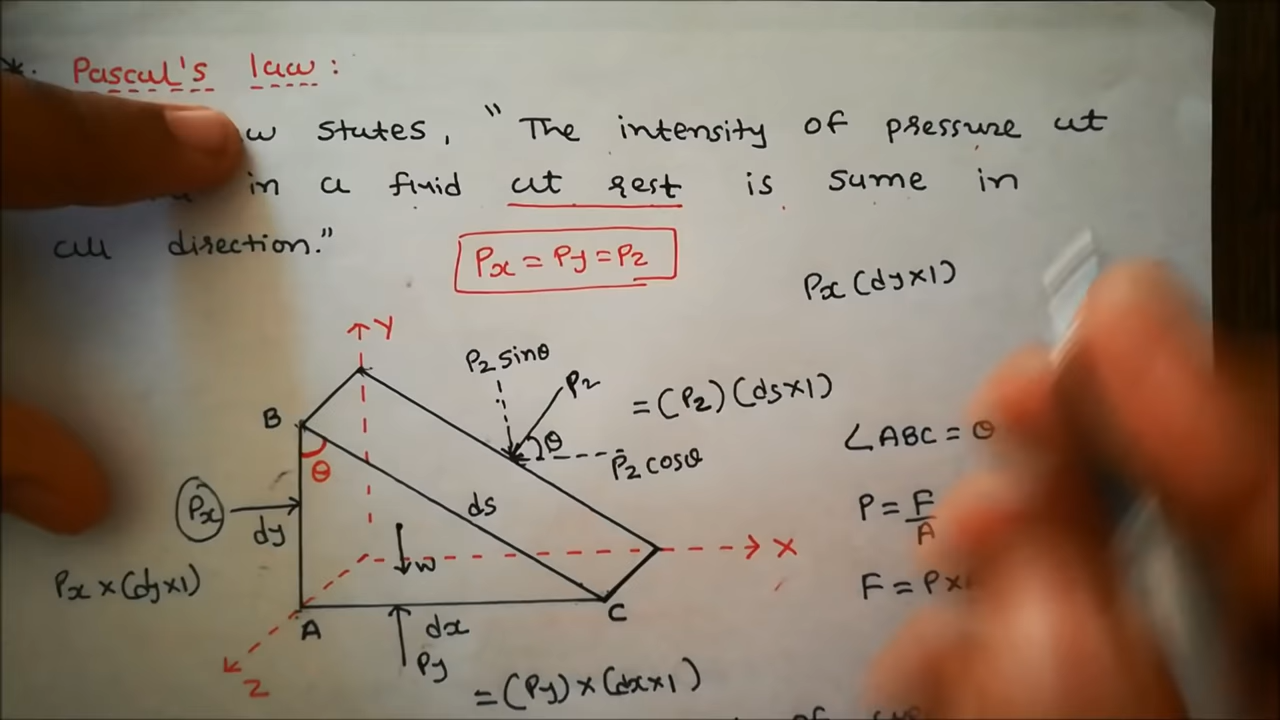 *. Pascal's law:
w states, "The intensity of pressure at
in a fluid at rest is same in
all direction."
Px = Py = Pz
Px (dy×1)
Y
Pz sinθ
Pz
= (Pz) (ds×1)
B
θ
θ
∠ABC = θ
Pz cosθ
Px
dy
ds
P = F/A
w
X
Px × (dy×1)
F = P×
A
dx
C
Z
Py
= (Py) × (dx×1)
of